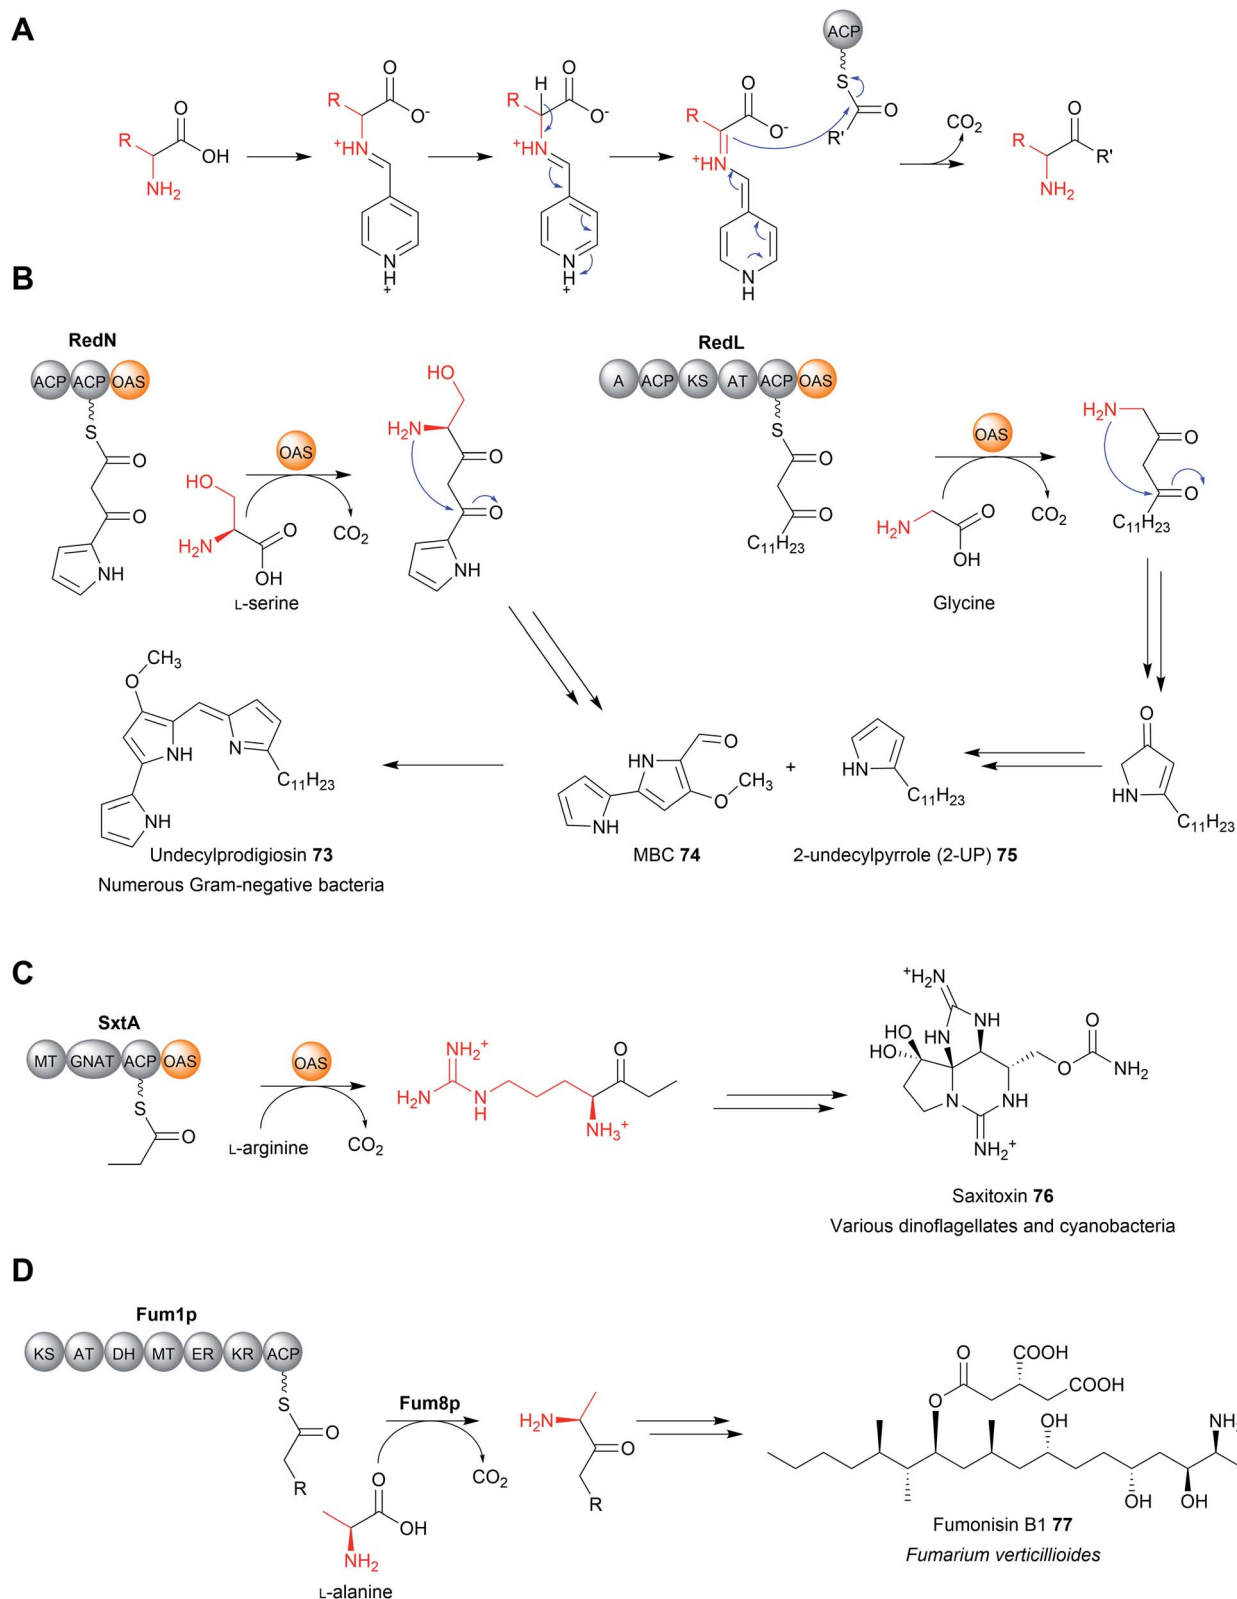 A
R
O
OH
NH2
R
O
O-
+HN
N
H
+
H
R
O
O-
+HN
N
H
+
R
O
O-
+HN
N
H
ACP
S
O
R'
CO2
R
O
R'
NH2
B
RedN
ACP ACP OAS
S
O
O
NH
HO
H2N
O
OH
L-serine
OAS
CO2
HO
H2N
O
O
NH
RedL
A ACP KS AT ACP OAS
S
O
O
C11H23
OAS
H2N
O
OH
CO2
Glycine
H2N
O
O
C11H23
CH3
O
NH
N
C11H23
NH
Undecylprodigiosin 73
Numerous Gram-negative bacteria
HN
O
CH3
O
NH
MBC 74
+
HN
C11H23
2-undecylpyrrole (2-UP) 75
O
HN
C11H23
C
SxtA
MT GNAT ACP OAS
S
O
OAS
L-arginine
CO2
NH2+
H2N
N
H
O
NH3+
+H2N
NH
HN
HO
HO
O
O
NH2
N
NH
NH2+
Saxitoxin 76
Various dinoflagellates and cyanobacteria
D
Fum1p
KS AT DH MT ER KR ACP
S
O
R
Fum8p
CO2
O
OH
NH2
L-alanine
H2N
O
R
O
COOH
COOH
O
OH
NH
OH
OH
Fumonisin B1 77
Fumarium verticillioides